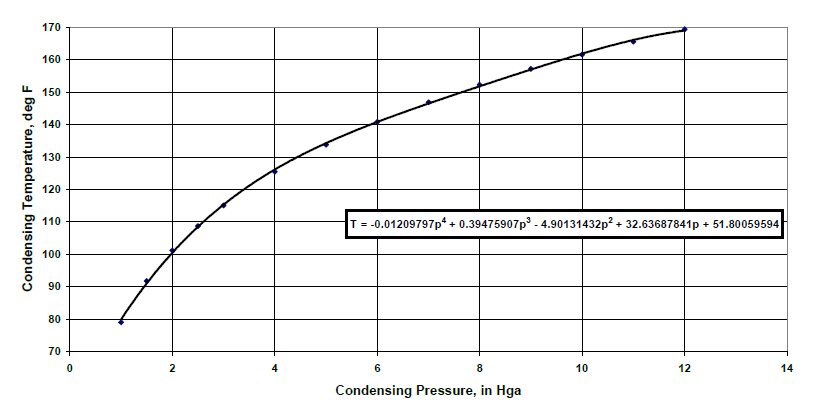 170
160
150
140
130
120
110
100
90
80
70
Condensing Temperature, deg F
T = -0.01209797p⁴ + 0.39475907p³ - 4.90131432p² + 32.63687841p + 51.80059594
0 2 4 6 8 10 12 14
Condensing Pressure, in Hga